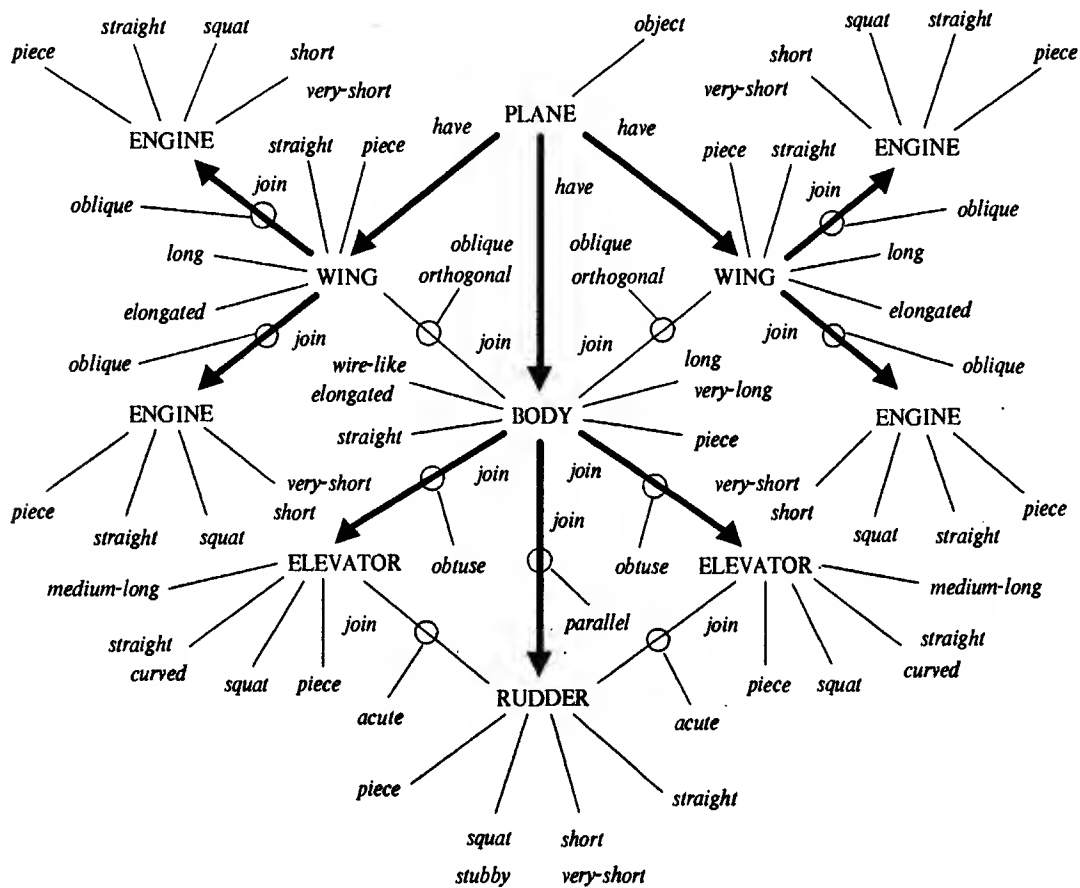 straight squat
object
squat straight
piece
short
short
piece
very-short
PLANE
very-short
ENGINE
have
have
ENGINE
straight piece
piece straight
join
join
oblique
oblique
oblique
oblique
long
WING
orthogonal
orthogonal
WING
long
elongated
have
elongated
join
join
join
join
oblique
wire-like
long
oblique
elongated
very-long
ENGINE
straight
BODY
piece
ENGINE
join
join
piece
very-short
join
very-short
piece
straight squat
short
short
squat straight
ELEVATOR
obtuse
obtuse
ELEVATOR
medium-long
medium-long
join
parallel
join
straight
straight
curved
curved
squat piece
piece squat
RUDDER
acute
acute
piece
straight
squat short
stubby very-short